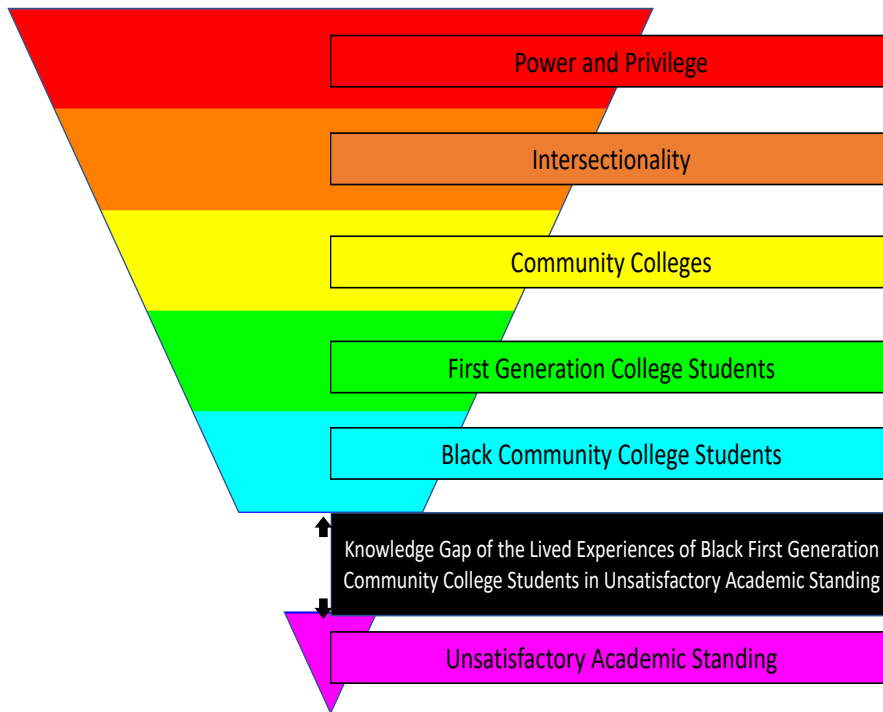 Power and Privilege
Intersectionality
Community Colleges
First Generation College Students
Black Community College Students
Knowledge Gap of the Lived Experiences of Black First Generation
Community College Students in Unsatisfactory Academic Standing
Unsatisfactory Academic Standing